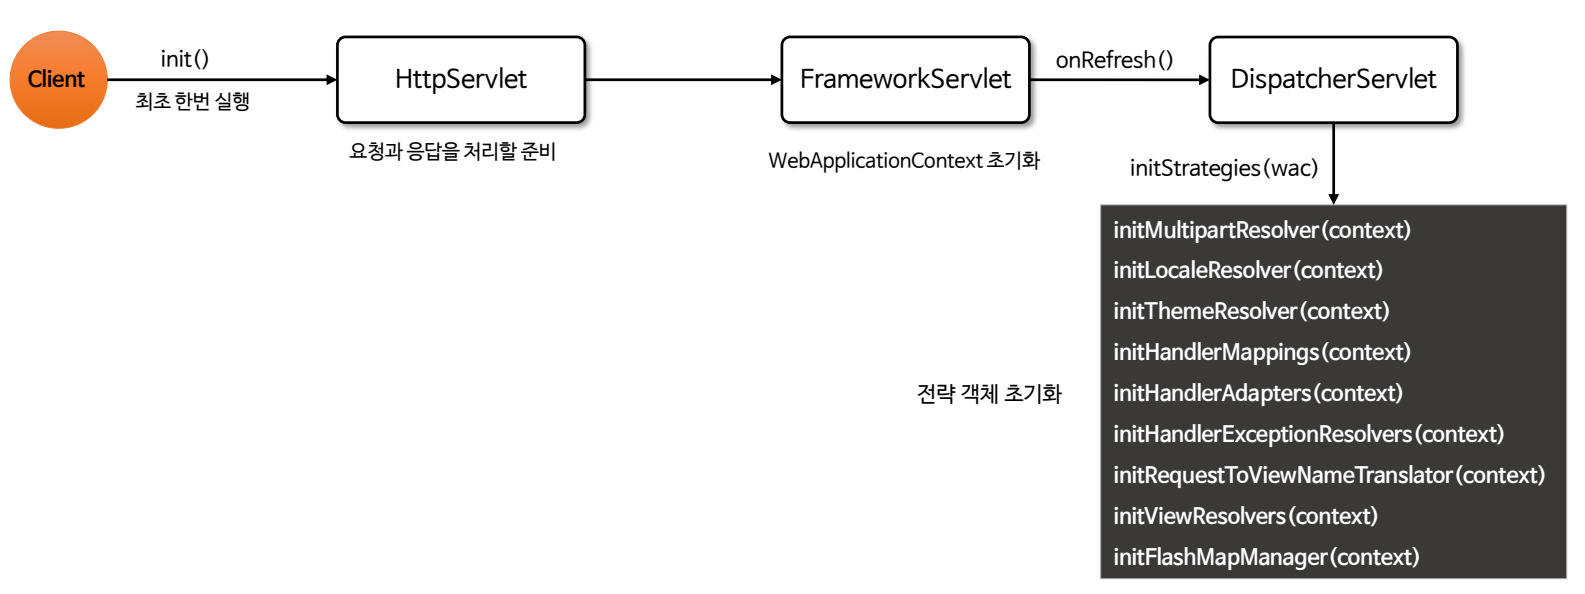 Client
init()
최초 한번 실행
HttpServlet
요청과 응답을 처리할 준비
FrameworkServlet
WebApplicationContext 초기화
onRefresh()
DispatcherServlet
initStrategies(wac)
전략 객체 초기화
initMultipartResolver(context)
initLocaleResolver(context)
initThemeResolver(context)
initHandlerMappings(context)
initHandlerAdapters(context)
initHandlerExceptionResolvers(context)
initRequestToViewNameTranslator(context)
initViewResolvers(context)
initFlashMapManager(context)